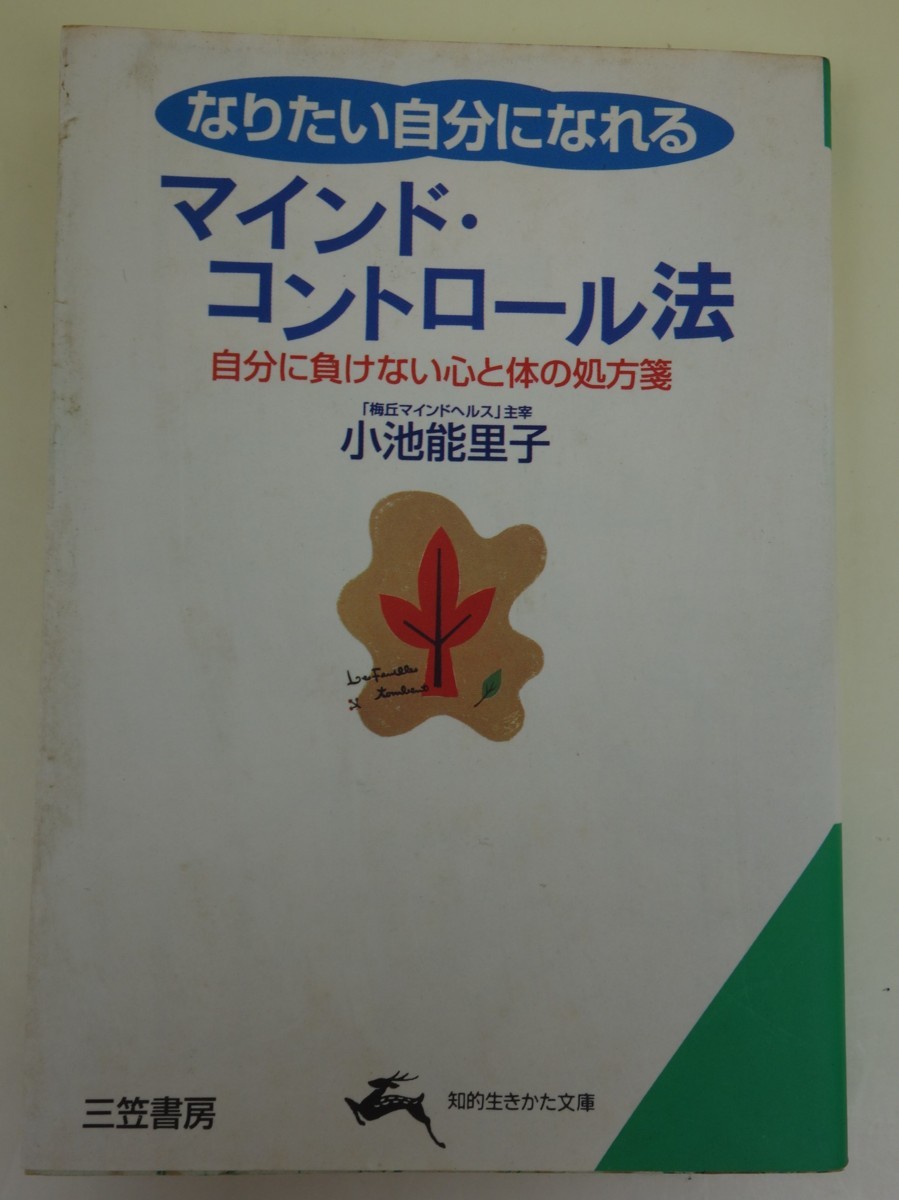 なりたい自分になれる
マインド・
コントロール法
自分に負けない心と体の処方箋
「梅丘マインドヘルス」主宰
小池能里子
Les Feuilles
tombent
三笠書房
知的生きかた文庫